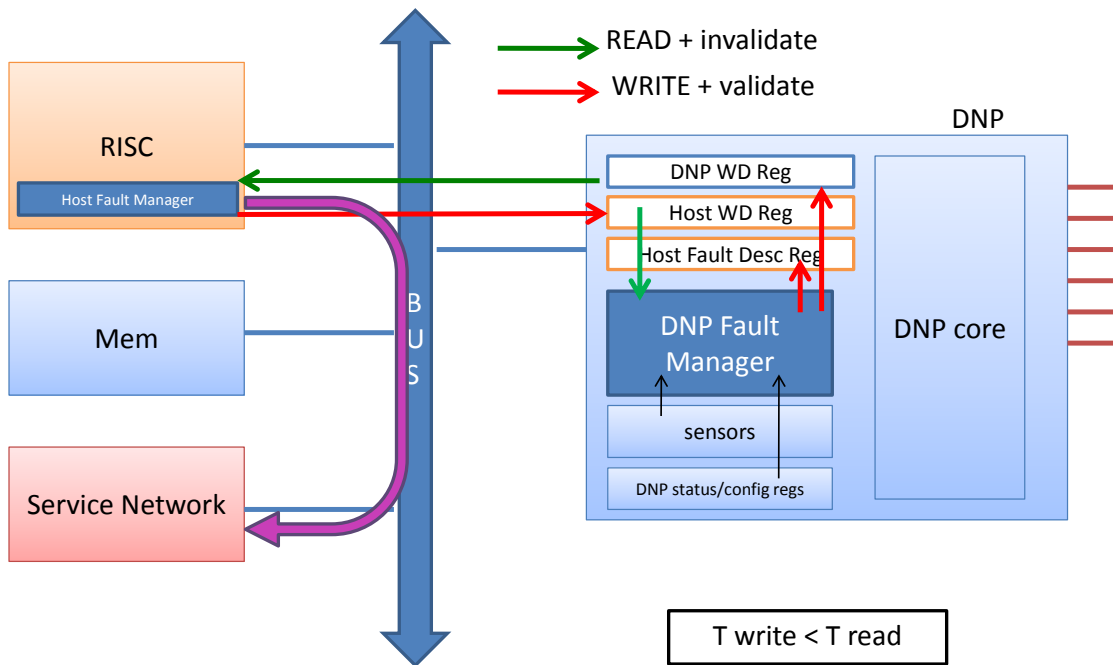 READ + invalidate
WRITE + validate
DNP
RISC
Host Fault Manager
DNP WD Reg
Host WD Reg
Host Fault Desc Reg
BUS
Mem
DNP Fault
Manager
DNP core
sensors
DNP status/config regs
Service Network
T write < T read